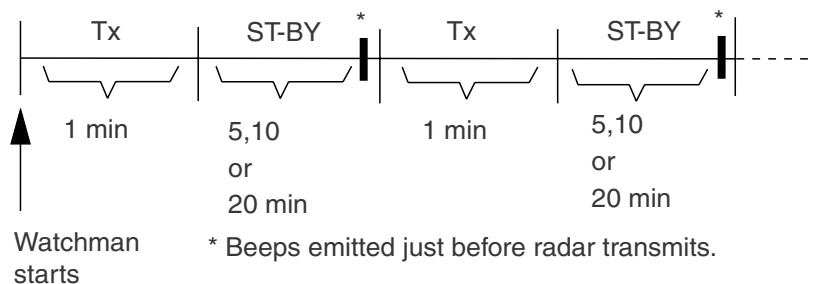 * *
Tx ST-BY Tx ST-BY
1 min 5,10 1 min 5,10
or or
20 min 20 min
Watchman
starts
* Beeps emitted just before radar transmits.